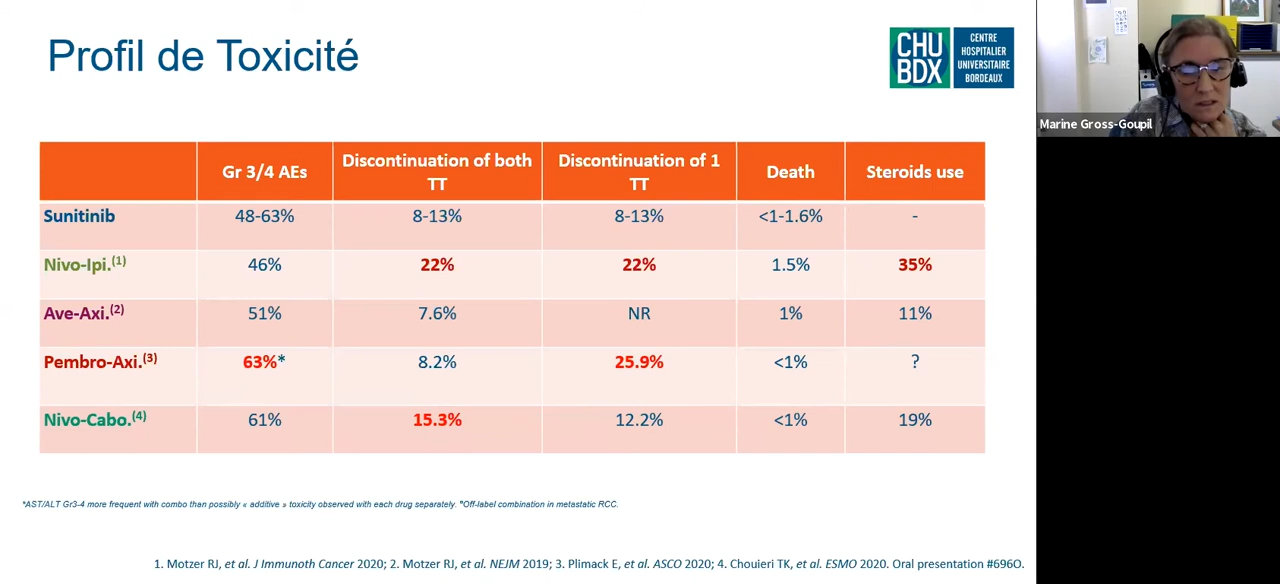 Profil de Toxicité
CHU
BDX
CENTRE
HOSPITALIER
UNIVERSITAIRE
BORDEAUX
Marine Gross-Goupil
Gr 3/4 AEs Discontinuation of both TT Discontinuation of 1 TT Death Steroids use
Sunitinib 48-63% 8-13% 8-13% <1-1.6% -
Nivo-Ipi.(1) 46% 22% 22% 1.5% 35%
Ave-Axi.(2) 51% 7.6% NR 1% 11%
Pembro-Axi.(3) 63%* 8.2% 25.9% <1% ?
Nivo-Cabo.(4) 61% 15.3% 12.2% <1% 19%
*AST/ALT Gr3-4 more frequent with combo than possibly « additive » toxicity observed with each drug separately. ¤Off-label combination in metastatic RCC.
1. Motzer RJ, et al. J Immunoth Cancer 2020; 2. Motzer RJ, et al. NEJM 2019; 3. Plimack E, et al. ASCO 2020; 4. Chouieri TK, et al. ESMO 2020. Oral presentation #696O.